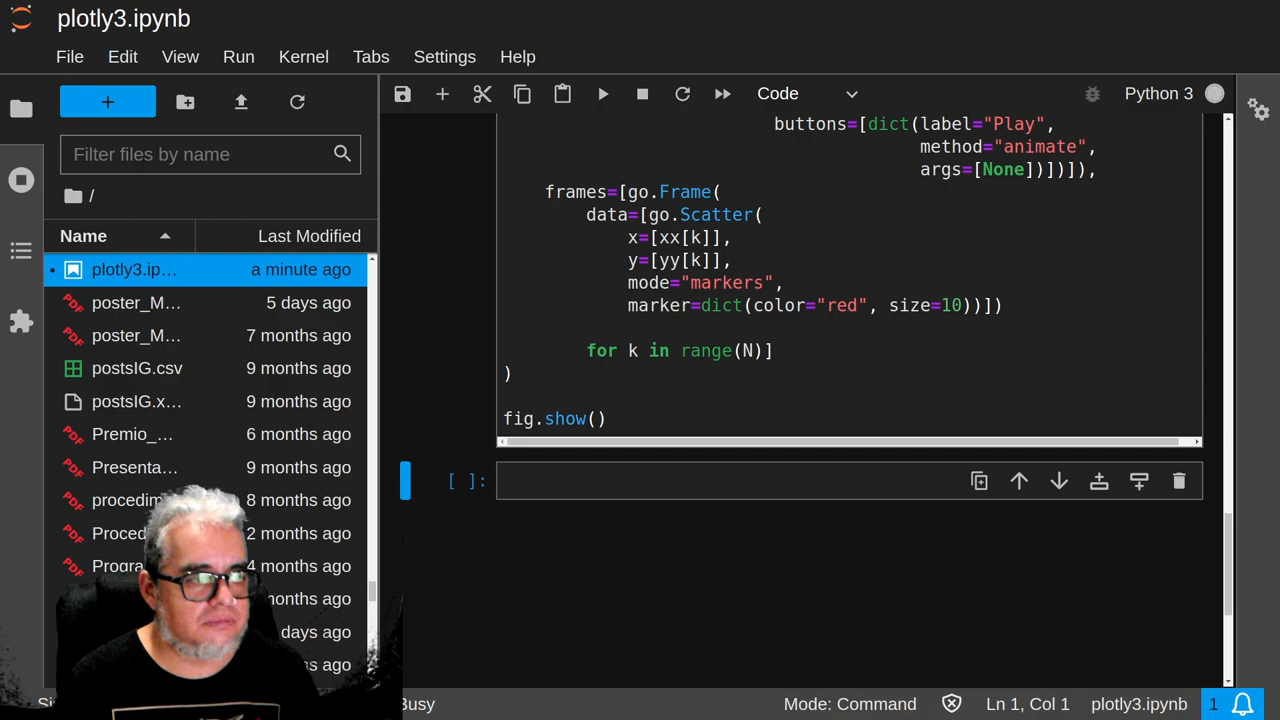 plotly3.ipynb
File Edit View Run Kernel Tabs Settings Help
+
Code
Python 3
Filter files by name
/
Name Last Modified
plotly3.ip… a minute ago
poster_M… 5 days ago
poster_M… 7 months ago
postsIG.csv 9 months ago
postsIG.x… 9 months ago
Premio_… 6 months ago
Presenta… 9 months ago
procedim 8 months ago
Proced 2 months ago
Progra 4 months ago
months ago
days ago
s ago
buttons=[dict(label="Play",
method="animate",
args=[None])])]),
frames=[go.Frame(
data=[go.Scatter(
x=[xx[k]],
y=[yy[k]],
mode="markers",
marker=dict(color="red", size=10))])
for k in range(N)]
)
fig.show()
[ ]:
Busy
Mode: Command
Ln 1, Col 1
plotly3.ipynb
1